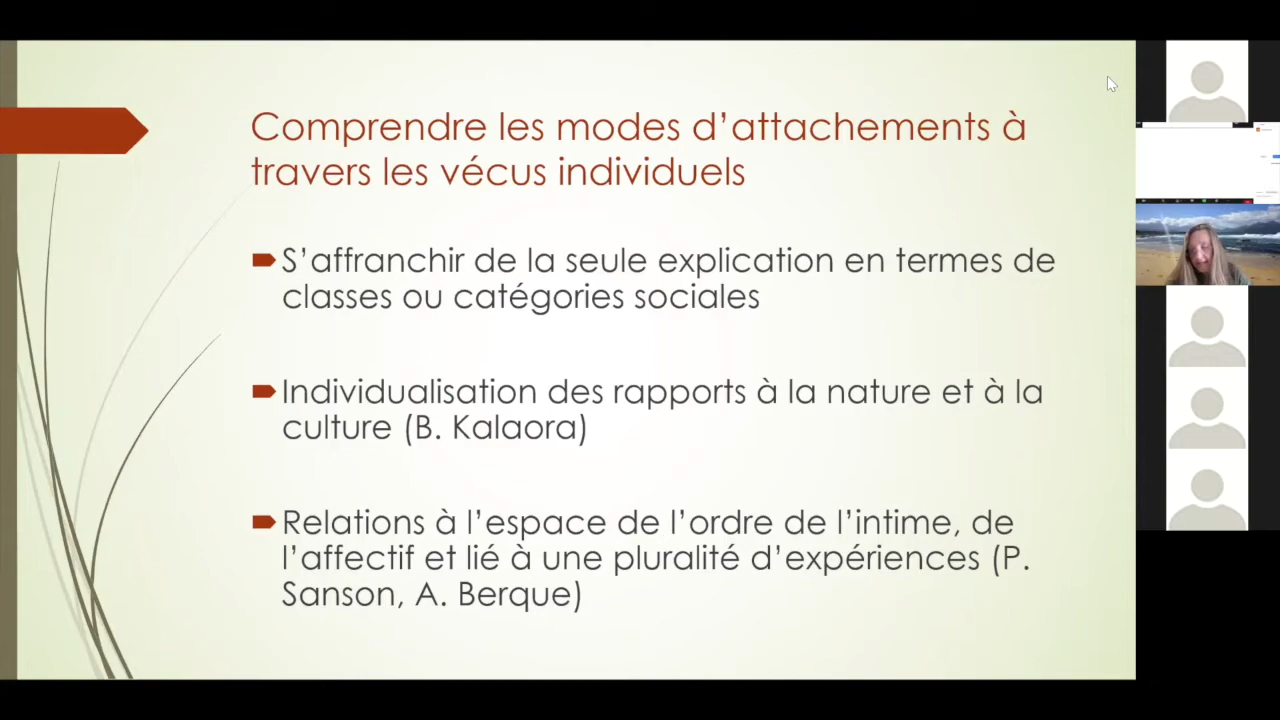 Comprendre les modes d’attachements à
travers les vécus individuels
S’affranchir de la seule explication en termes de
classes ou catégories sociales
Individualisation des rapports à la nature et à la
culture (B. Kalaora)
Relations à l’espace de l’ordre de l’intime, de
l’affectif et lié à une pluralité d’expériences (P.
Sanson, A. Berque)